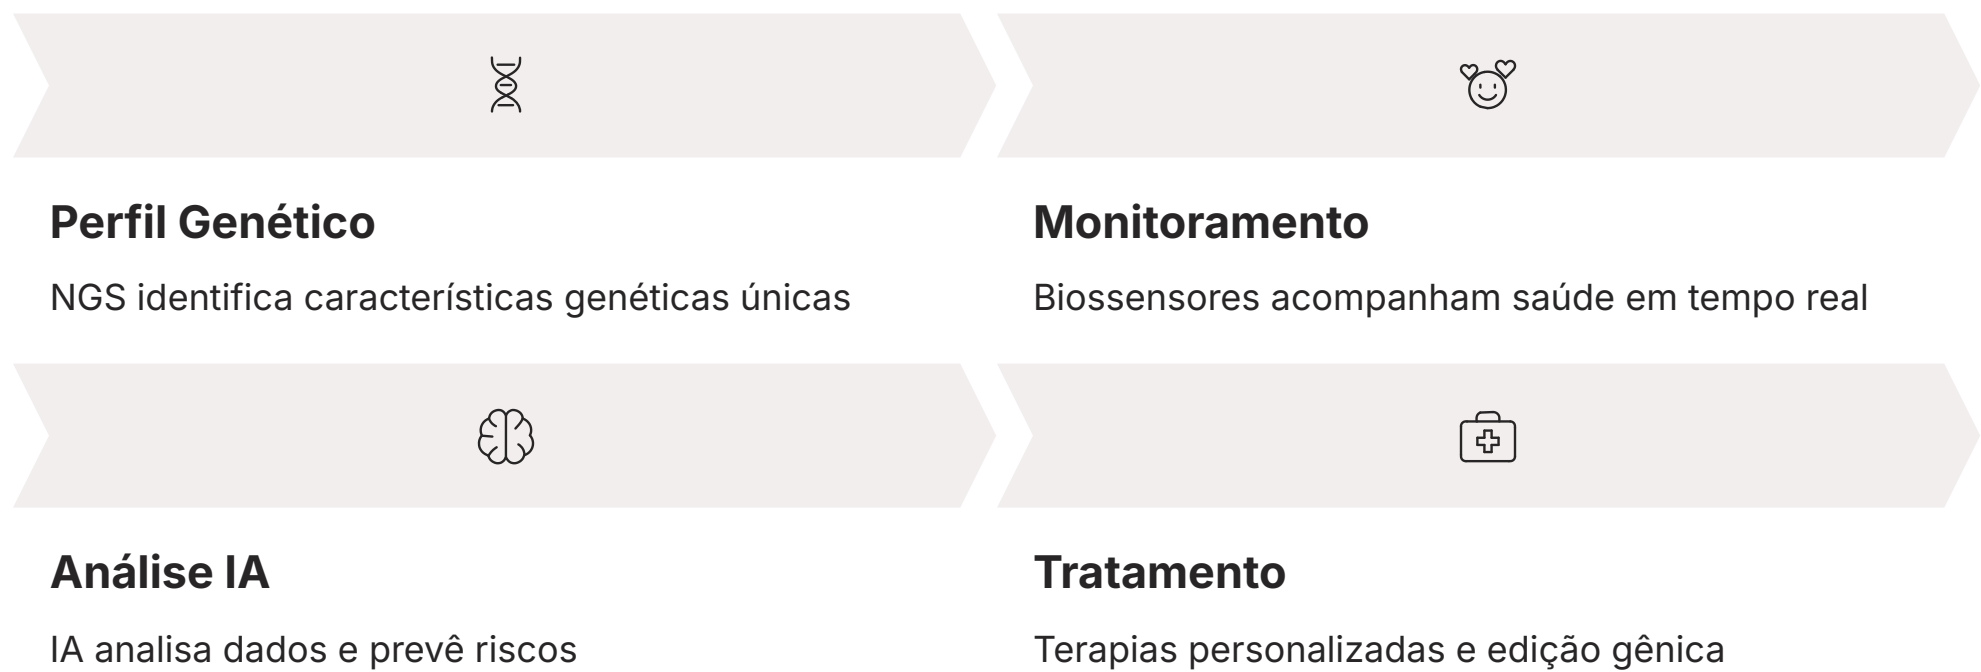 Perfil Genético
NGS identifica características genéticas únicas
Monitoramento
Biossensores acompanham saúde em tempo real
Análise IA
IA analisa dados e prevê riscos
Tratamento
Terapias personalizadas e edição gênica